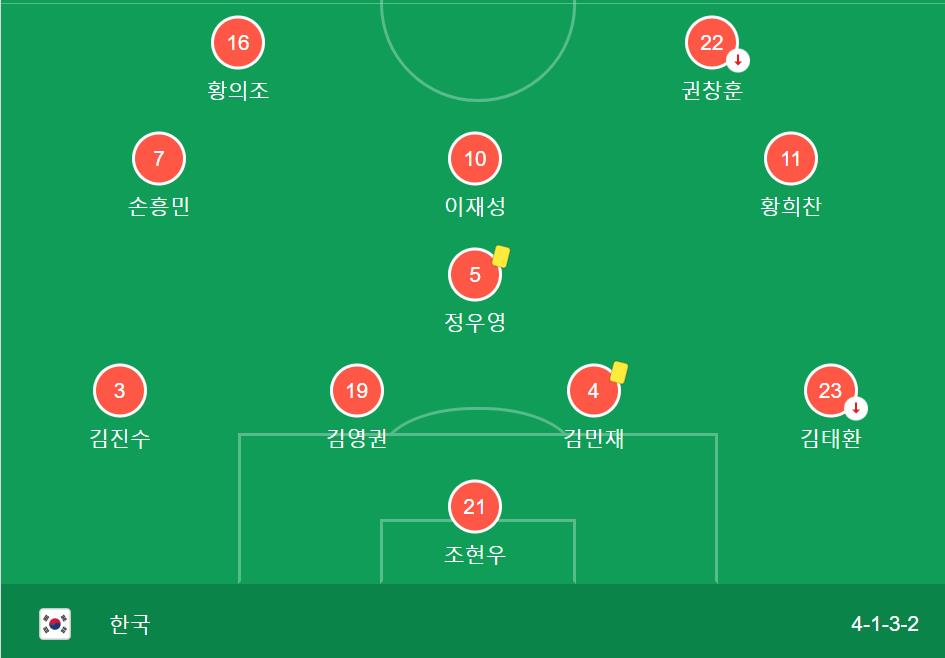 16 22
황의조 권창훈
7 10 11
손흥민 이재성 황희찬
5
정우영
3 19 4 23
김진수 김영권 김민재 김태환
21
조현우
한국 4-1-3-2